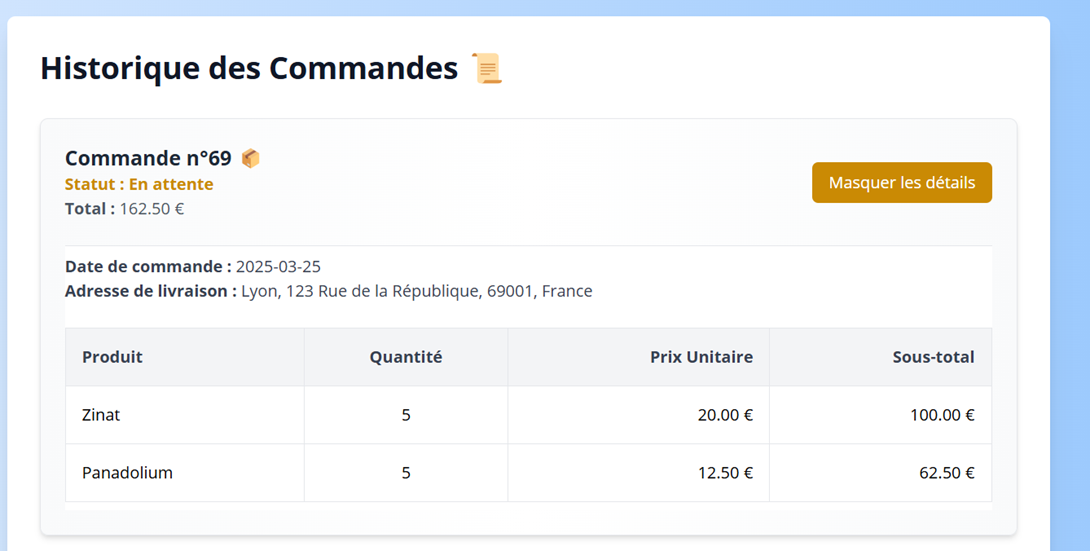 Historique des Commandes 📜
Commande n°69 📦
Statut : En attente
Total : 162.50 €
Masquer les détails
Date de commande : 2025-03-25
Adresse de livraison : Lyon, 123 Rue de la République, 69001, France
Produit Quantité Prix Unitaire Sous-total
Zinat 5 20.00 € 100.00 €
Panadolium 5 12.50 € 62.50 €